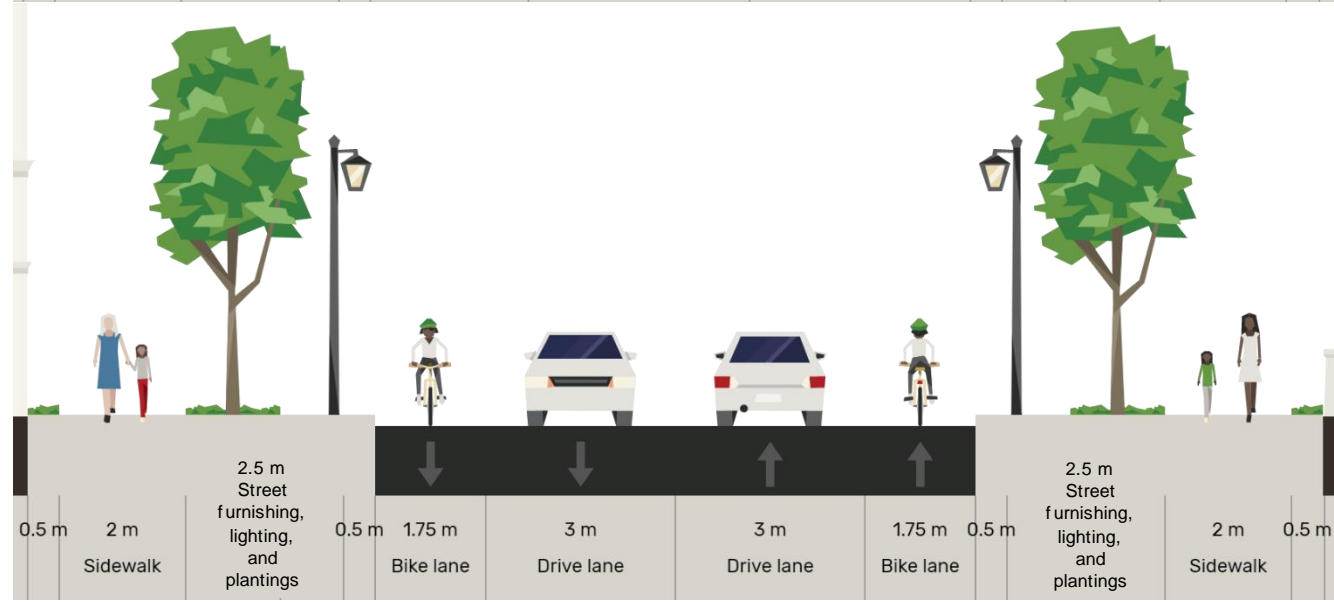 0.5 m
2 m
Sidewalk
2.5 m
Street
furnishing,
lighting,
and
plantings
0.5 m
1.75 m
Bike lane
3 m
Drive lane
3 m
Drive lane
1.75 m
Bike lane
0.5 m
2.5 m
Street
furnishing,
lighting,
and
plantings
2 m
Sidewalk
0.5 m